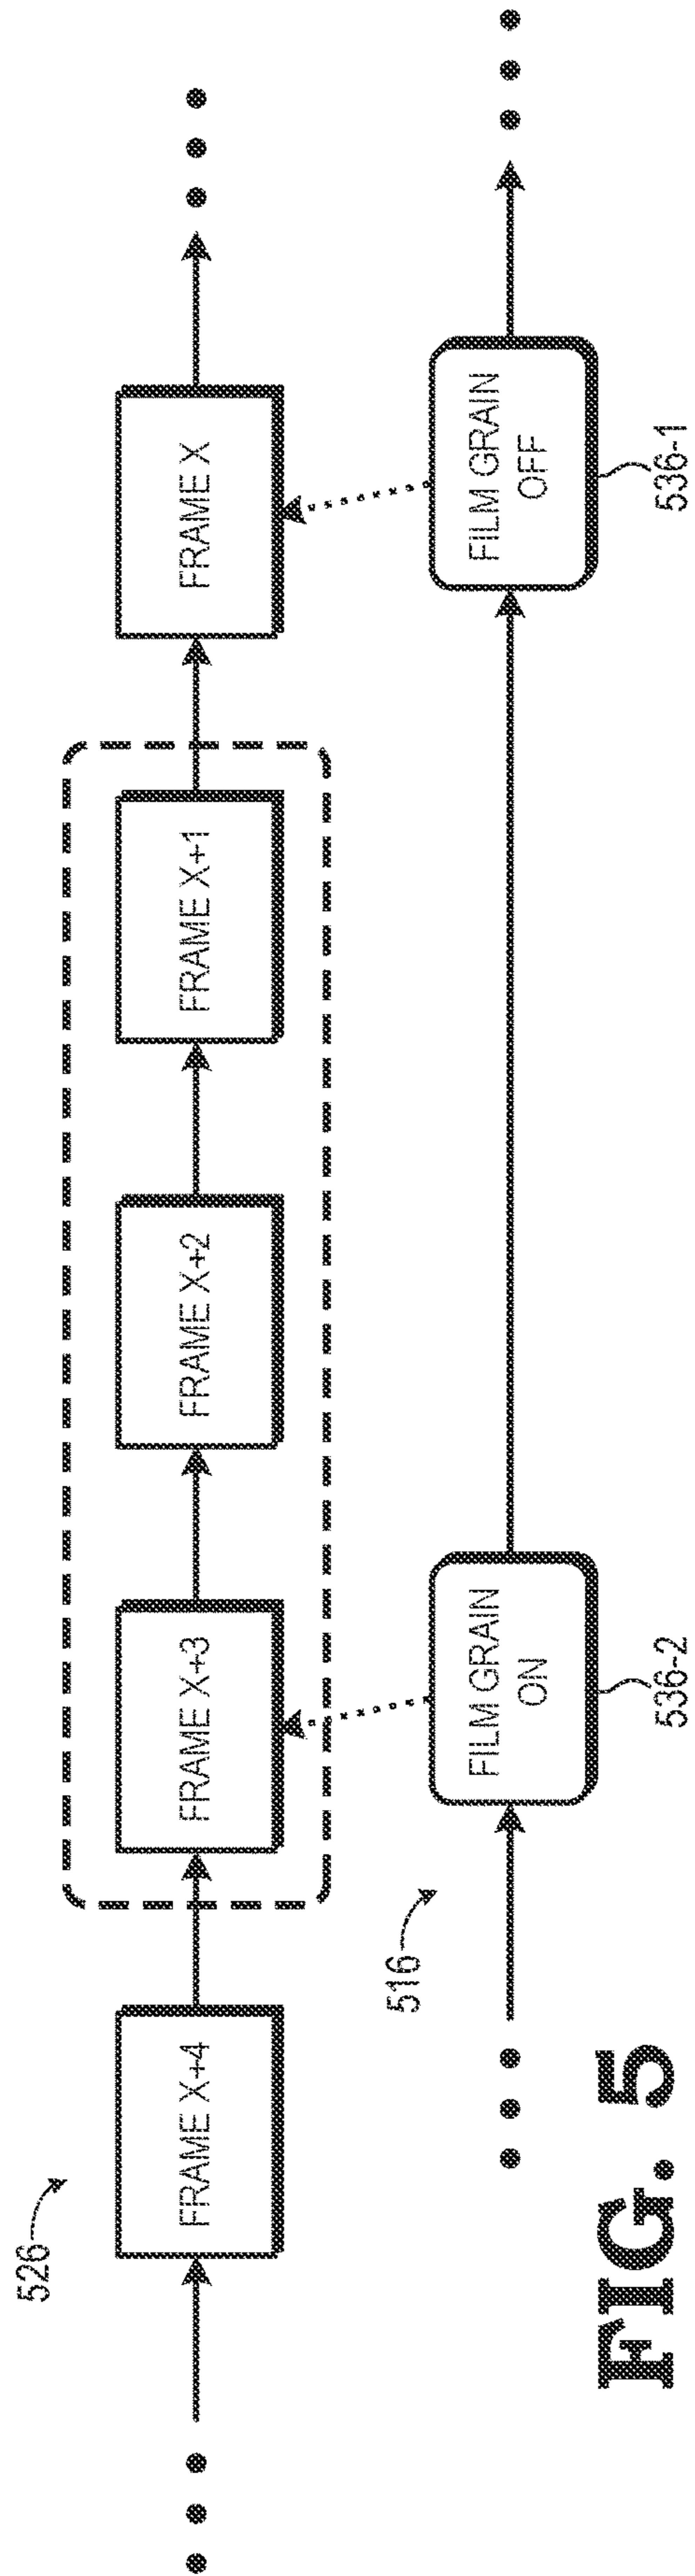 526
FRAME X+4
FRAME X+3
FRAME X+2
FRAME X+1
FRAME X
516
FILM GRAIN
ON
536-2
FILM GRAIN
OFF
536-1
FIG. 5